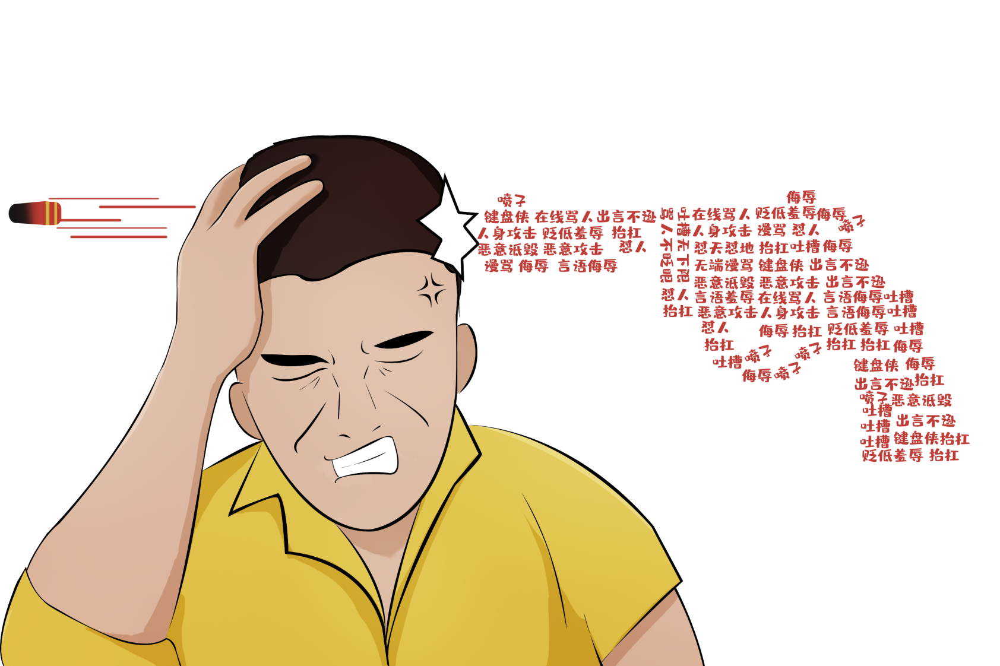 喷子
键盘侠 在线骂人出言不逊
人身攻击 贬低羞辱 抬杠
恶意诋毁 恶意攻击 怼人
漫骂 侮辱 言语侮辱
骂人不眨眼
吐槽无下限
侮辱
在线骂人 贬低羞辱侮辱
喷子
人身攻击 漫骂 怼人
怼天怼地 抬杠吐槽侮辱
无端漫骂 键盘侠 出言不逊
恶意诋毁 恶意攻击 出言不逊
怼人 言语羞辱在线骂人 言语侮辱吐槽
抬杠 恶意攻击人身攻击 言语侮辱吐槽
怼人 侮辱抬杠 贬低羞辱 吐槽
抬杠 喷子 喷子 抬杠 抬杠侮辱
吐槽
侮辱喷子
键盘侠 侮辱
出言不逊抬杠
喷子恶意诋毁
吐槽
吐槽 出言不逊
吐槽 键盘侠抬杠
贬低羞辱 抬杠